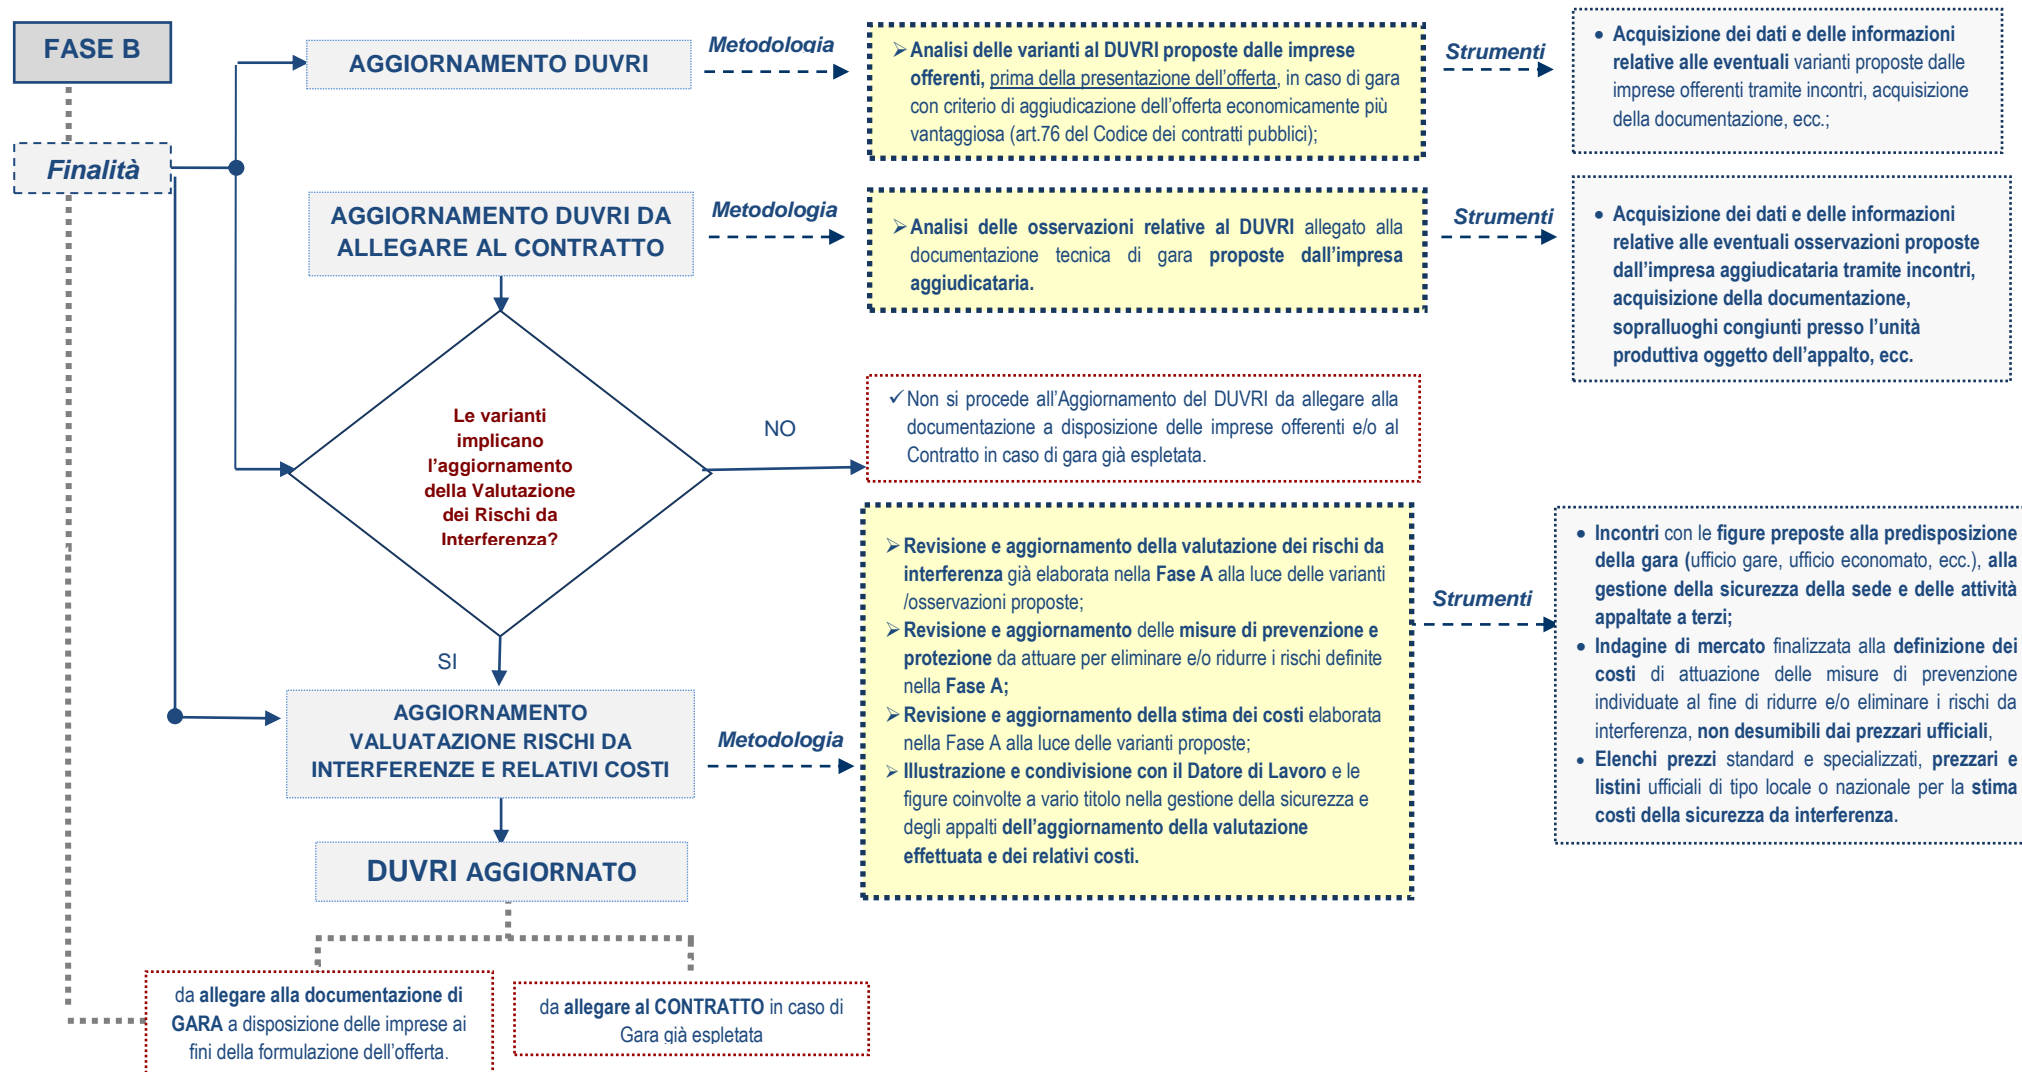 FASE B
Finalità
AGGIORNAMENTO DUVRI
Metodologia
➢Analisi delle varianti al DUVRI proposte dalle imprese
offerenti, prima della presentazione dell'offerta, in caso di gara
con criterio di aggiudicazione dell'offerta economicamente più
vantaggiosa (art.76 del Codice dei contratti pubblici);
Strumenti
• Acquisizione dei dati e delle informazioni
relative alle eventuali varianti proposte dalle
imprese offerenti tramite incontri, acquisizione
della documentazione, ecc.;
AGGIORNAMENTO DUVRI DA
ALLEGARE AL CONTRATTO
Metodologia
➢Analisi delle osservazioni relative al DUVRI allegato alla
documentazione tecnica di gara proposte dall'impresa
aggiudicataria.
Strumenti
• Acquisizione dei dati e delle informazioni
relative alle eventuali osservazioni proposte
dall'impresa aggiudicataria tramite incontri,
acquisizione della documentazione,
sopralluoghi congiunti presso l'unità
produttiva oggetto dell'appalto, ecc.
Le varianti
implicano
l'aggiornamento
della Valutazione
dei Rischi da
Interferenza?
NO
✓Non si procede all'Aggiornamento del DUVRI da allegare alla
documentazione a disposizione delle imprese offerenti e/o al
Contratto in caso di gara già espletata.
SI
AGGIORNAMENTO
VALUATAZIONE RISCHI DA
INTERFERENZE E RELATIVI COSTI
Metodologia
➢Revisione e aggiornamento della valutazione dei rischi da
interferenza già elaborata nella Fase A alla luce delle varianti
/osservazioni proposte;
➢Revisione e aggiornamento delle misure di prevenzione e
protezione da attuare per eliminare e/o ridurre i rischi definite
nella Fase A;
➢Revisione e aggiornamento della stima dei costi elaborata
nella Fase A alla luce delle varianti proposte;
➢Illustrazione e condivisione con il Datore di Lavoro e le
figure coinvolte a vario titolo nella gestione della sicurezza e
degli appalti dell'aggiornamento della valutazione
effettuata e dei relativi costi.
Strumenti
• Incontri con le figure preposte alla predisposizione
della gara (ufficio gare, ufficio economato, ecc.), alla
gestione della sicurezza della sede e delle attività
appaltate a terzi;
• Indagine di mercato finalizzata alla definizione dei
costi di attuazione delle misure di prevenzione
individuate al fine di ridurre e/o eliminare i rischi da
interferenza, non desumibili dai prezzari ufficiali,
• Elenchi prezzi standard e specializzati, prezzari e
listini ufficiali di tipo locale o nazionale per la stima
costi della sicurezza da interferenza.
DUVRI AGGIORNATO
da allegare alla documentazione di
GARA a disposizione delle imprese ai
fini della formulazione dell'offerta.
da allegare al CONTRATTO in caso di
Gara già espletata